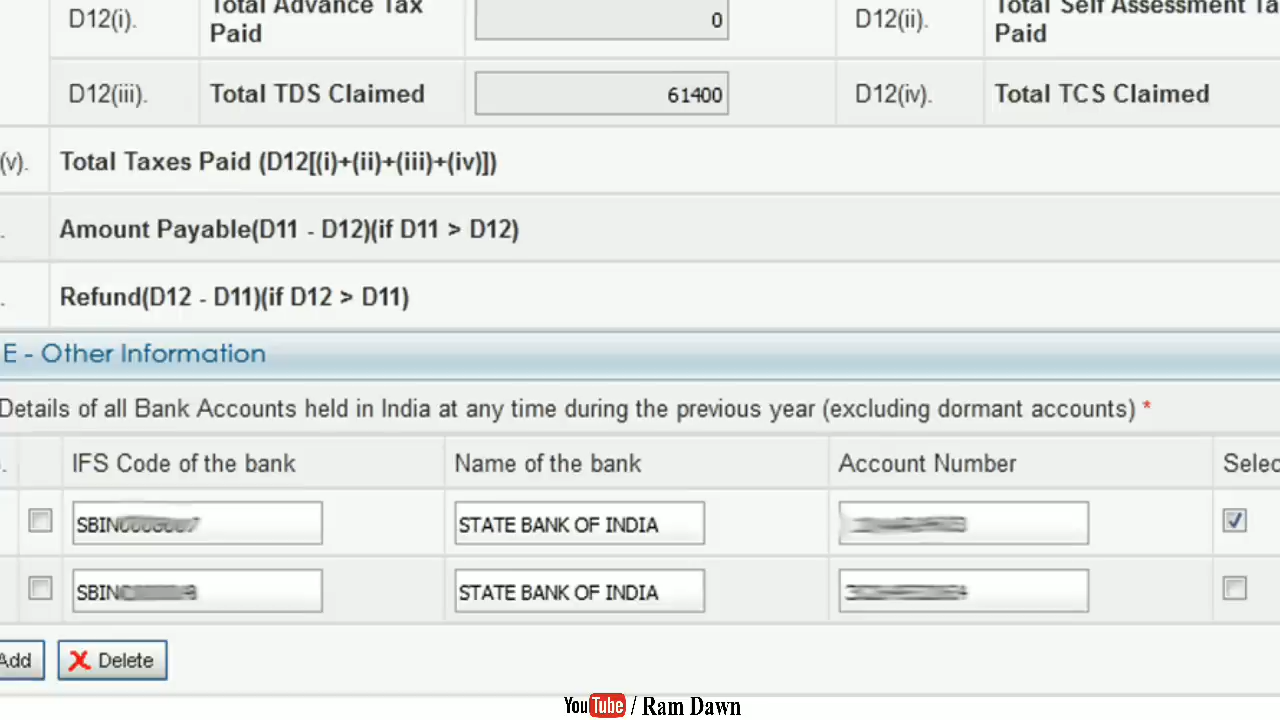 D12(i). Total Advance Tax Paid 0 D12(ii). Total Self Assessment Ta
Paid
D12(iii). Total TDS Claimed 61400 D12(iv). Total TCS Claimed
(v). Total Taxes Paid (D12[(i)+(ii)+(iii)+(iv)])
. Amount Payable(D11 - D12)(if D11 > D12)
. Refund(D12 - D11)(if D12 > D11)
E - Other Information
Details of all Bank Accounts held in India at any time during the previous year (excluding dormant accounts) *
. IFS Code of the bank Name of the bank Account Number Selec
SBIN STATE BANK OF INDIA
SBIN STATE BANK OF INDIA
Add Delete
YouTube / Ram Dawn